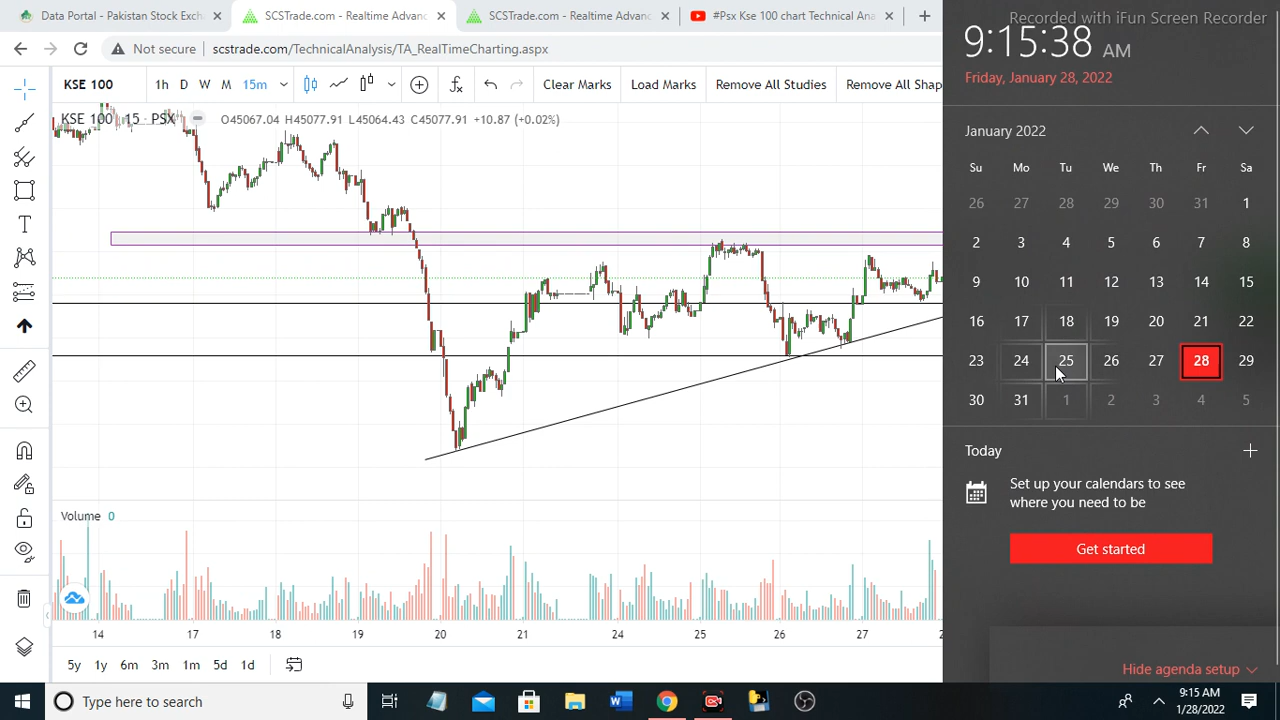 Data Portal - Pakistan Stock Exch
SCSTrade.com - Realtime Advanc
SCSTrade.com - Realtime Advanc
#Psx Kse 100 chart Technical Ana
Recorded with iFun Screen Recorder
Not secure
scstrade.com/TechnicalAnalysis/TA_RealTimeCharting.aspx
9:15:38 AM
Friday, January 28, 2022
KSE 100
1h D W M 15m
Clear Marks
Load Marks
Remove All Studies
Remove All Shap
KSE 100 · 15 · PSX
O45067.04 H45077.91 L45064.43 C45077.91 +10.87 (+0.02%)
January 2022
Su Mo Tu We Th Fr Sa
26 27 28 29 30 31 1
2 3 4 5 6 7 8
9 10 11 12 13 14 15
16 17 18 19 20 21 22
23 24 25 26 27 28 29
30 31 1 2 3 4 5
Today
Set up your calendars to see
where you need to be
Get started
Hide agenda setup
Volume 0
14 17 18 19 20 21 24 25 26 27
5y 1y 6m 3m 1m 5d 1d
Type here to search
9:15 AM
1/28/2022